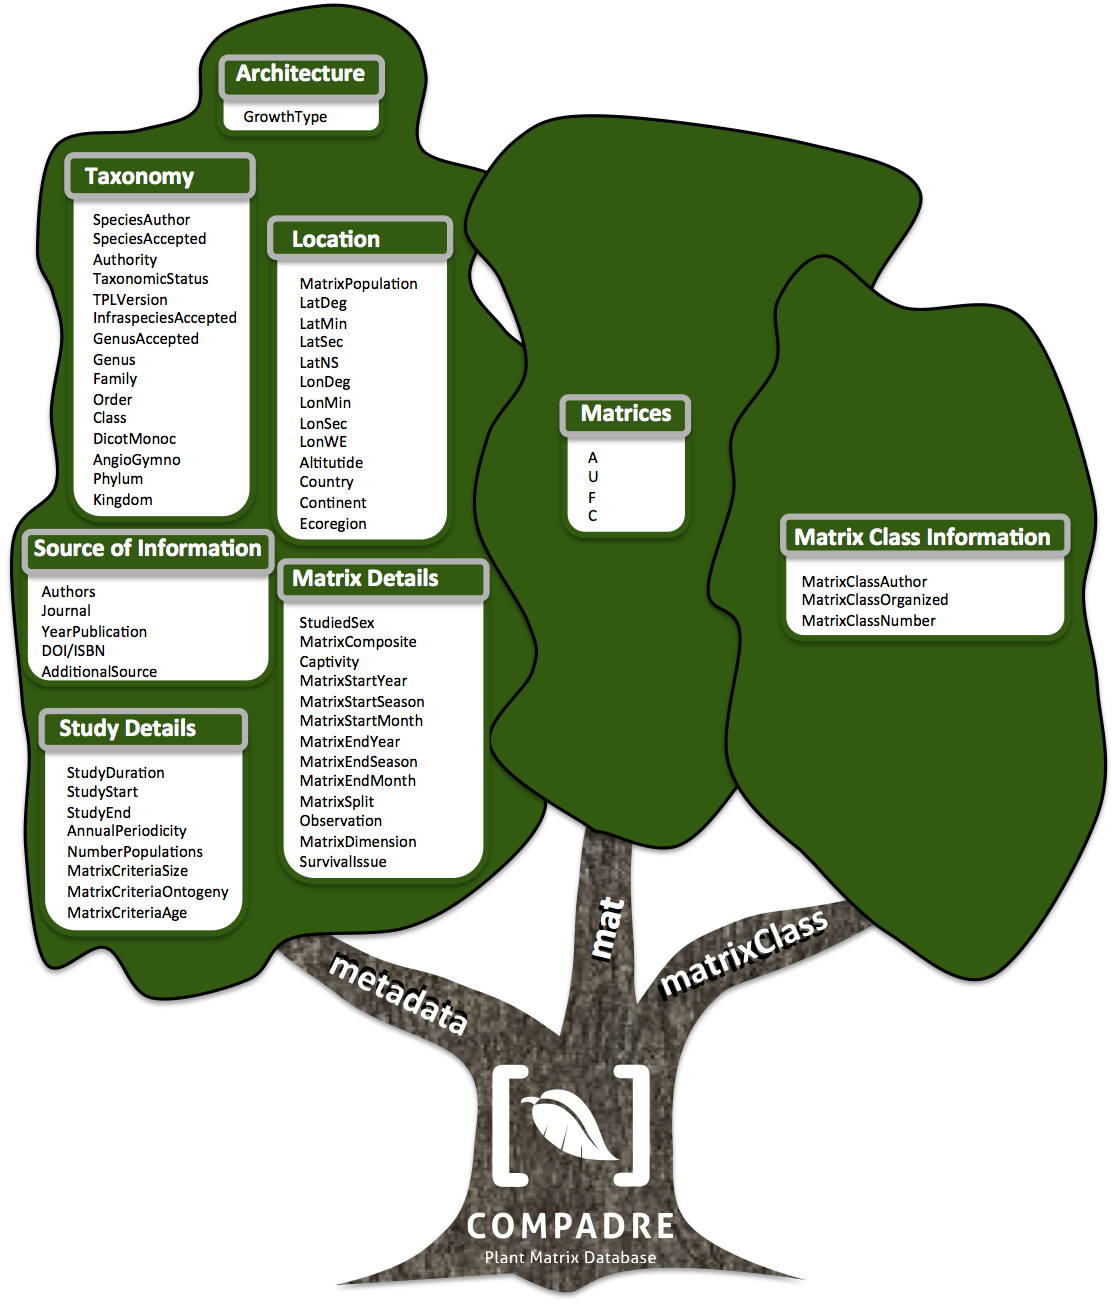 Architecture
GrowthType
Taxonomy
SpeciesAuthor
SpeciesAccepted
Authority
TaxonomicStatus
TPLVersion
InfraspeciesAccepted
GenusAccepted
Genus
Family
Order
Class
DicotMonoc
AngioGymno
Phylum
Kingdom
Location
MatrixPopulation
LatDeg
LatMin
LatSec
LatNS
LonDeg
LonMin
LonSec
LonWE
Altitutide
Country
Continent
Ecoregion
Source of Information
Authors
Journal
YearPublication
DOI/ISBN
AdditionalSource
Matrix Details
StudiedSex
MatrixComposite
Captivity
MatrixStartYear
MatrixStartSeason
MatrixStartMonth
MatrixEndYear
MatrixEndSeason
MatrixEndMonth
MatrixSplit
Observation
MatrixDimension
SurvivalIssue
Study Details
StudyDuration
StudyStart
StudyEnd
AnnualPeriodicity
NumberPopulations
MatrixCriteriaSize
MatrixCriteriaOntogeny
MatrixCriteriaAge
Matrices
A
U
F
C
Matrix Class Information
MatrixClassAuthor
MatrixClassOrganized
MatrixClassNumber
metadata
mat
matrixClass
COMPADRE
Plant Matrix Database